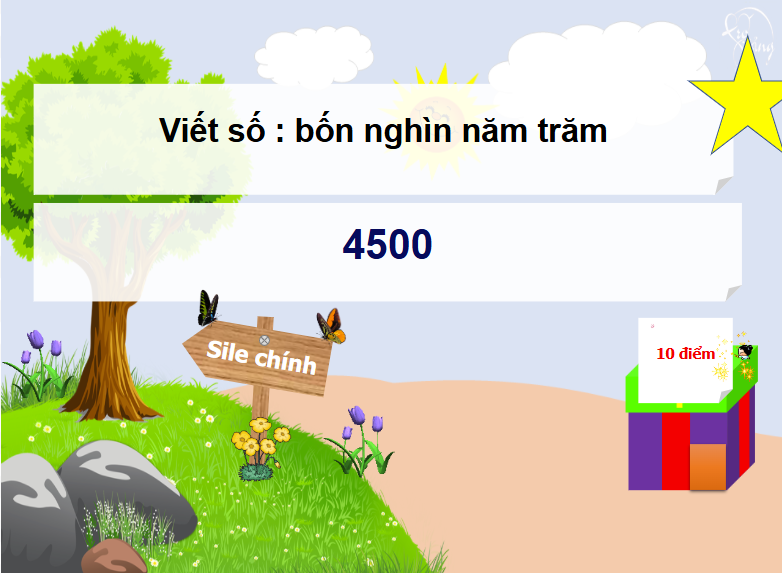 Viết số : bốn nghìn năm trăm
4500
Sile chính
10 điểm